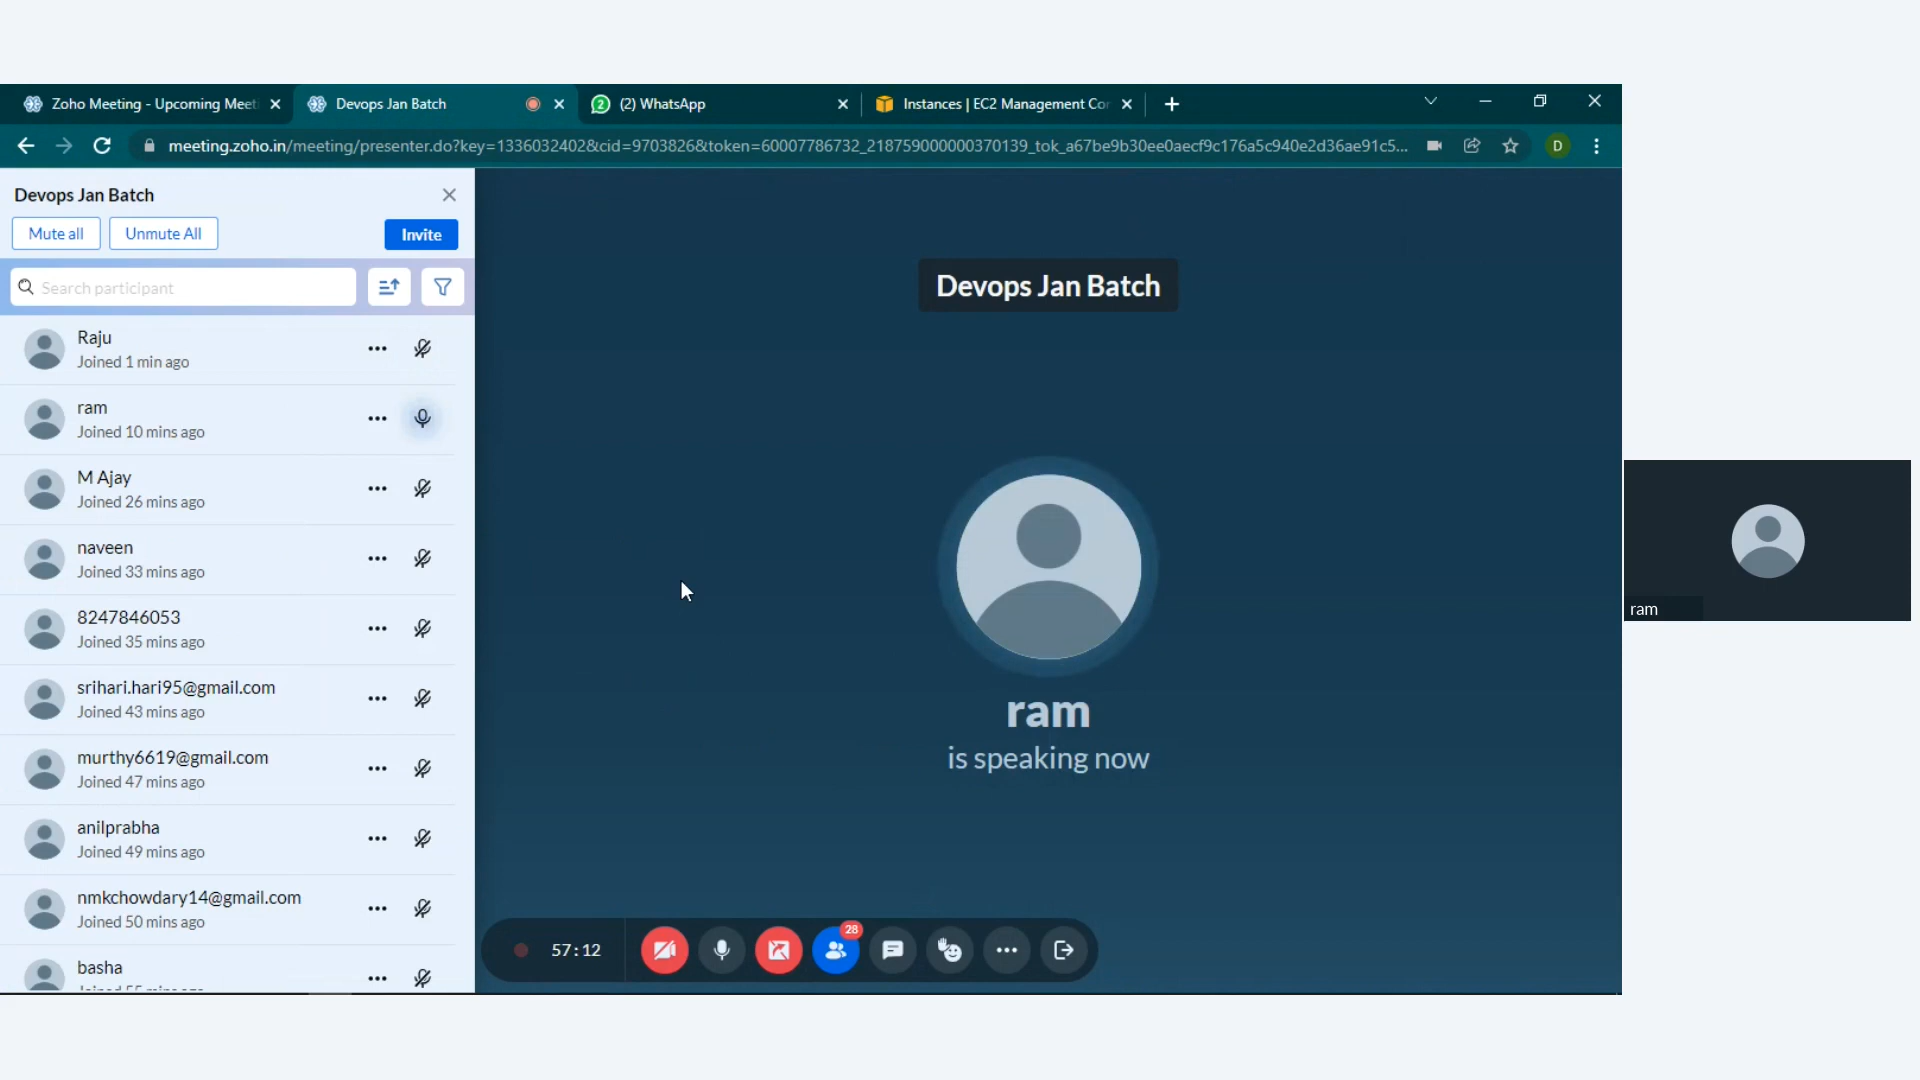 Zoho Meeting - Upcoming Meet
Devops Jan Batch
2
(2) WhatsApp
Instances | EC2 Management Cor
meeting.zoho.in/meeting/presenter.do?key=1336032402&cid=9703826&token=60007786732_218759000000370139_tok_a67be9b30ee0aecf9c176a5c940e2d36ae91c5...
D
Devops Jan Batch
Mute all
Unmute All
Invite
Search participant
Raju
Joined 1 min ago
ram
Joined 10 mins ago
M Ajay
Joined 26 mins ago
naveen
Joined 33 mins ago
8247846053
Joined 35 mins ago
srihari.hari95@gmail.com
Joined 43 mins ago
murthy6619@gmail.com
Joined 47 mins ago
anilprabha
Joined 49 mins ago
nmkchowdary14@gmail.com
Joined 50 mins ago
basha
Joined 55 mins ago
Devops Jan Batch
ram
is speaking now
57:12
28
ram